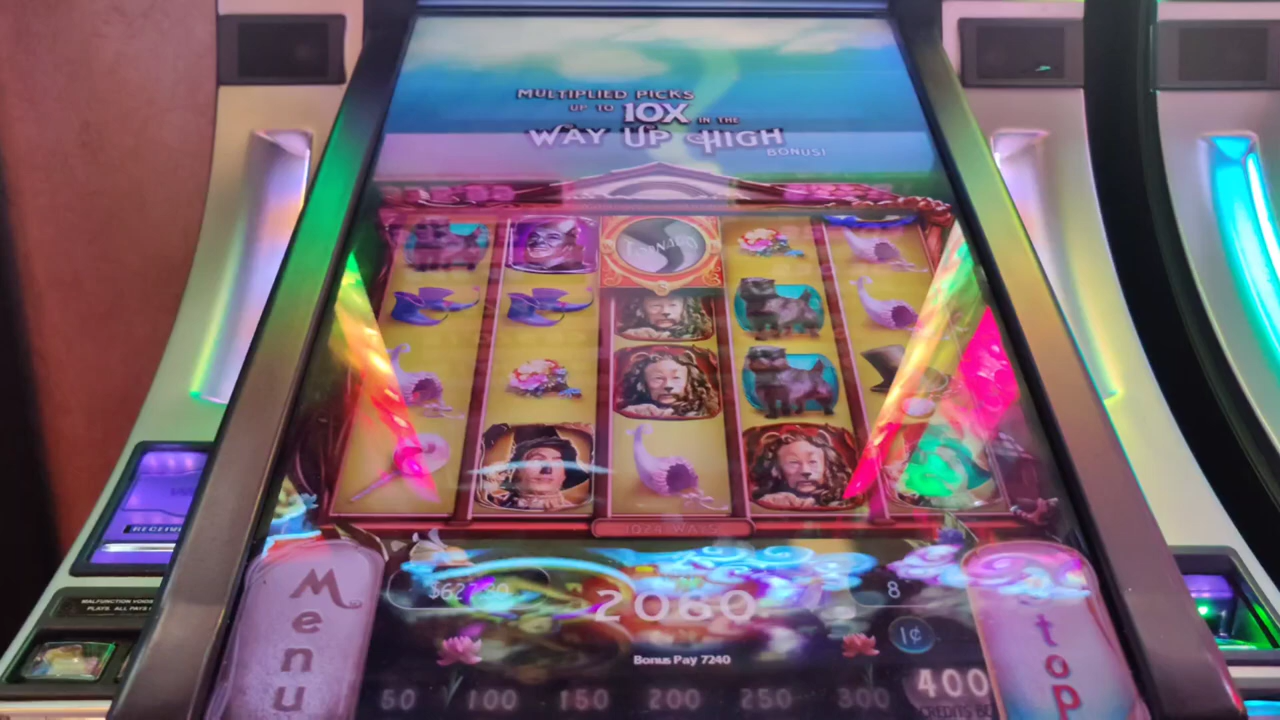 MULTIPLIED PICKS
UP TO 10X IN THE
WAY UP HIGH
BONUS!
TORNADO
1024 WAYS
8
2060
1¢
Bonus Pay 7240
Menu
50 100 150 200 250 300 400
top